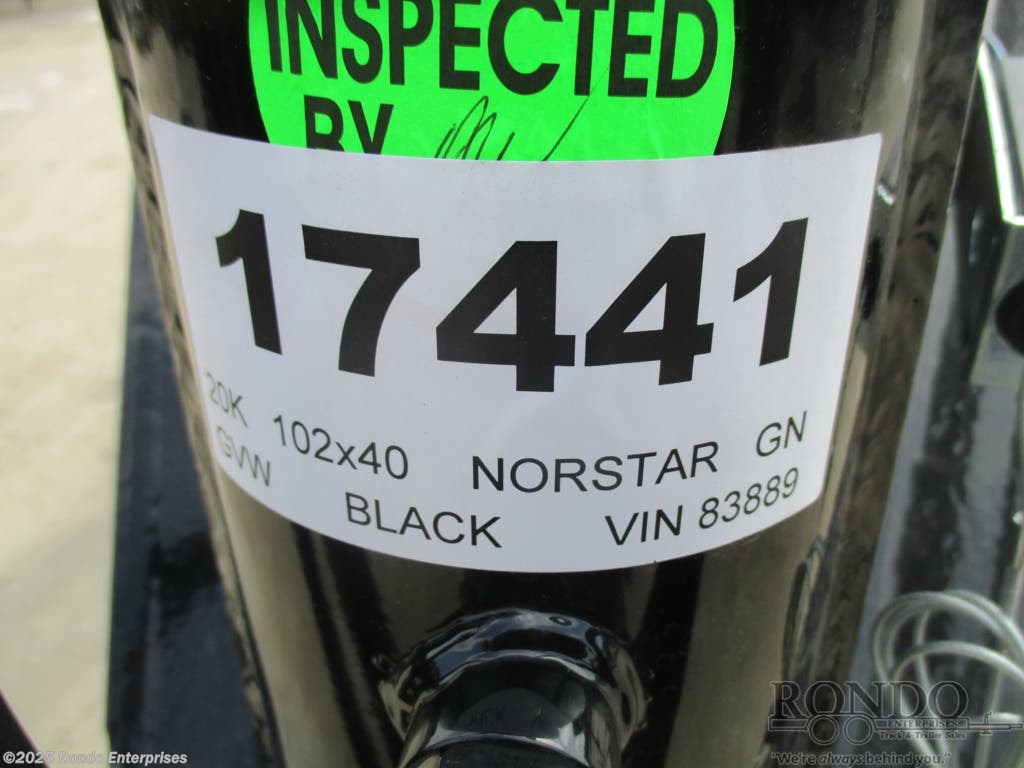 INSPECTED
BY
17441
20K 102x40 NORSTAR GN
GVW BLACK VIN 83889
RONDO
ENTERPRISES
Truck & Trailer Sales
"We're always behind you."
©2025 Rondo Enterprises